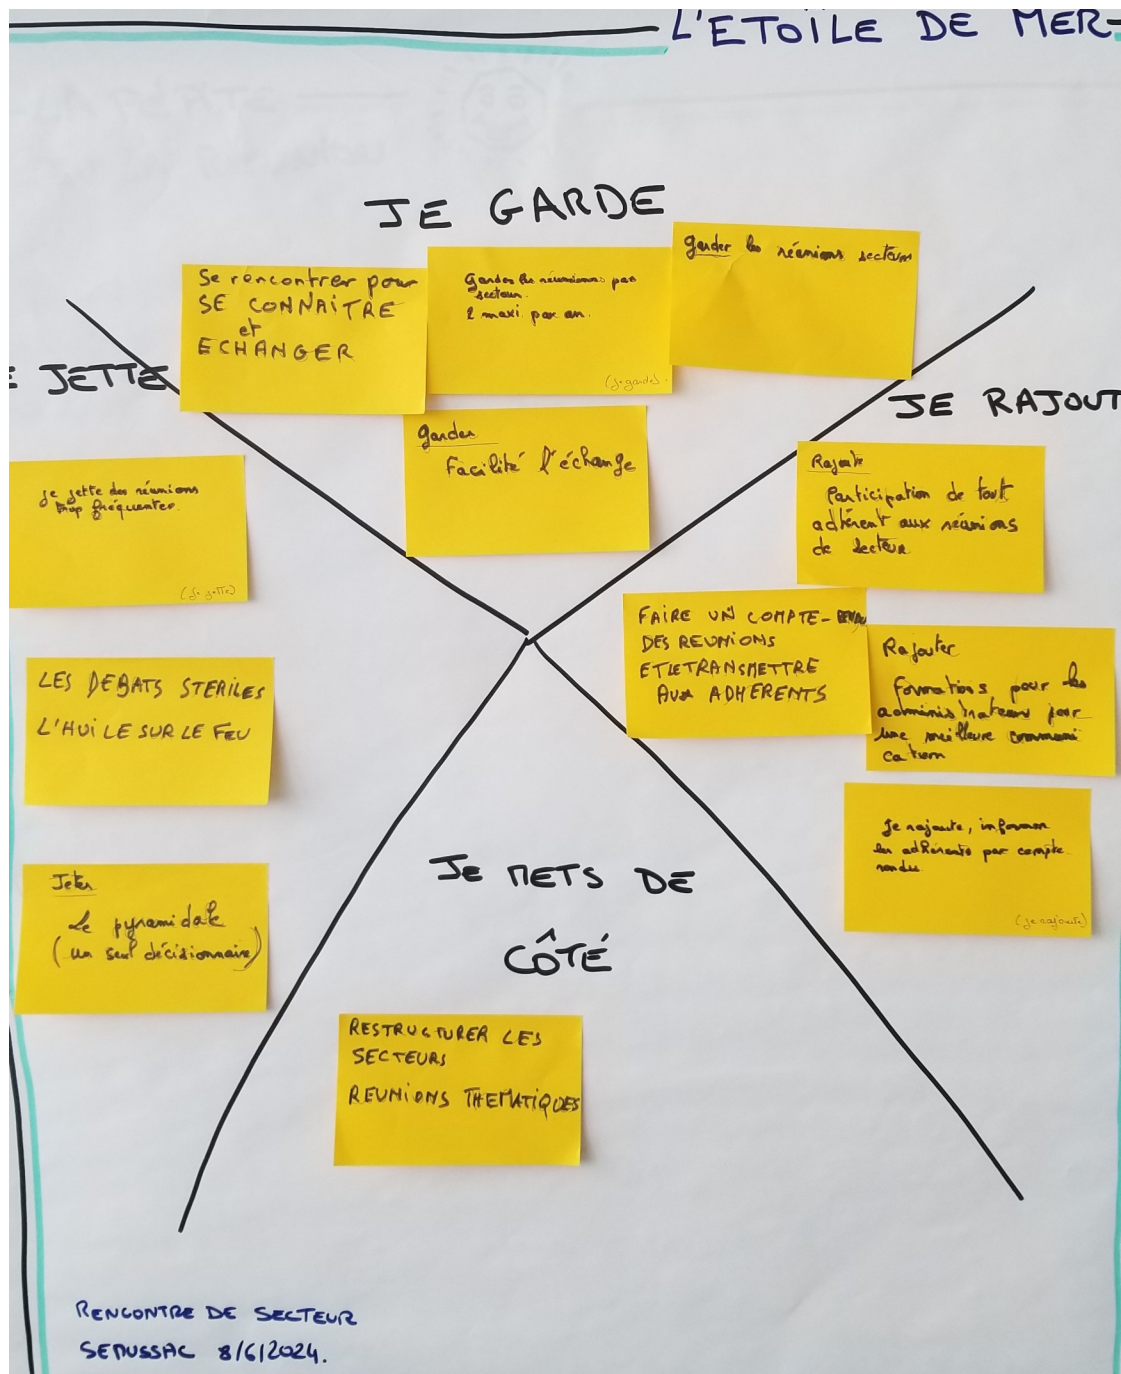 L'ETOILE DE MER
JE GARDE
Se rencontrer pour
SE CONNAÎTRE
et
ECHANGER
Garder les réunions par
secteur.
2 maxi par an.
(je garde).
Garder les réunions secteurs
Garder
Facilité l'échange
JETTE
je jette des réunions
trop fréquentes.
(je jette)
LES DEBATS STERILES
L'HUILE SUR LE FEU
Jeter
Le pyramidale
(un seul décisionnaire)
JE RAJOUT
Rajoute
Participation de tout
adhérent aux réunions
de secteur
FAIRE UN COMPTE-RENDU
DES REUNIONS
ET LE TRANSMETTRE
AUX ADHERENTS
Rajouter
Formations pour les
administrateurs pour
une meilleure communi
cation
Je rajoute, informer
les adhérents par compte
rendu.
(je rajoute)
JE METS DE
CÔTÉ
RESTRUCTURER LES
SECTEURS
REUNIONS THEMATIQUES
RENCONTRE DE SECTEUR
SEMUSSAC 8/6/2024.